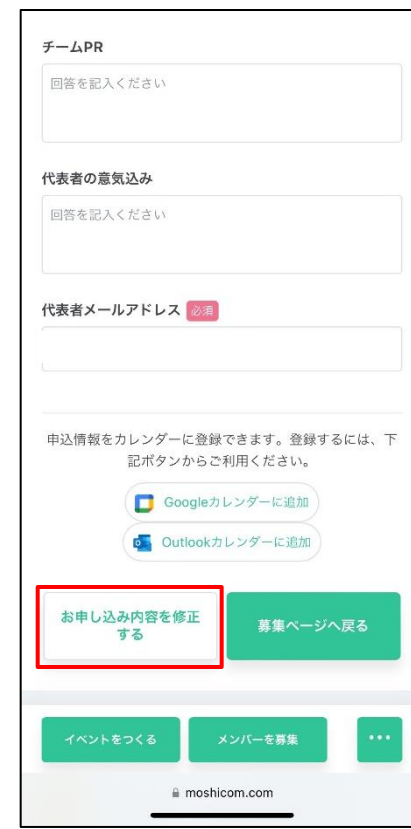 チームPR
回答を記入ください
代表者の意気込み
回答を記入ください
代表者メールアドレス 必須
申込情報をカレンダーに登録できます。登録するには、下
記ボタンからご利用ください。
Googleカレンダーに追加
Outlookカレンダーに追加
お申し込み内容を修正
する
募集ページへ戻る
イベントをつくる
メンバーを募集
•••
moshicom.com